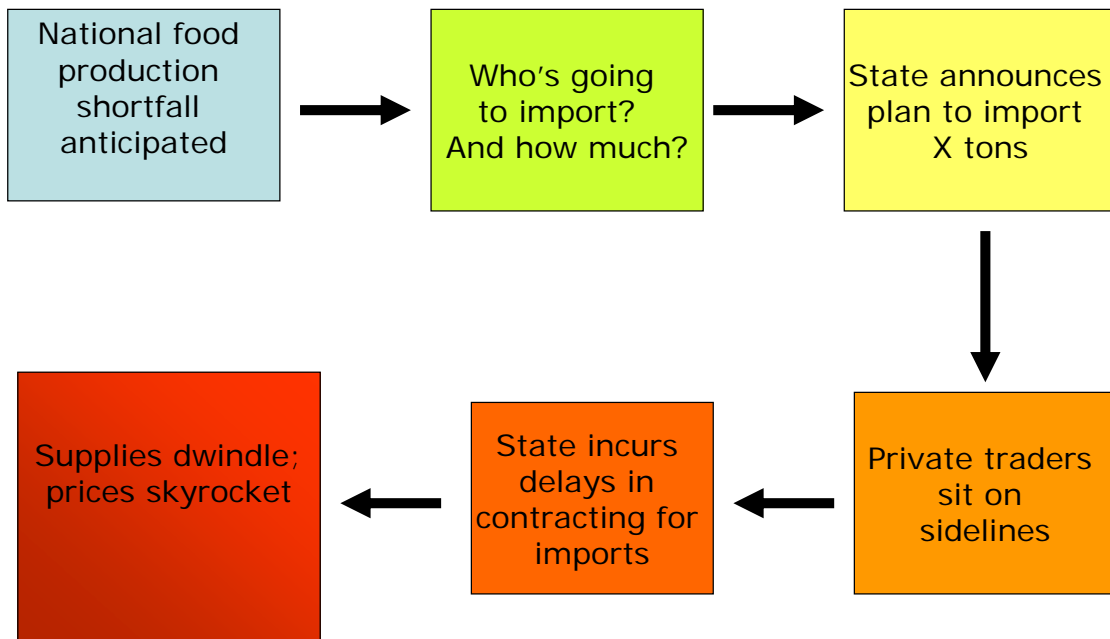 National food
production
shortfall
anticipated
Who's going
to import?
And how much?
State announces
plan to import
X tons
Private traders
sit on
sidelines
State incurs
delays in
contracting for
imports
Supplies dwindle;
prices skyrocket